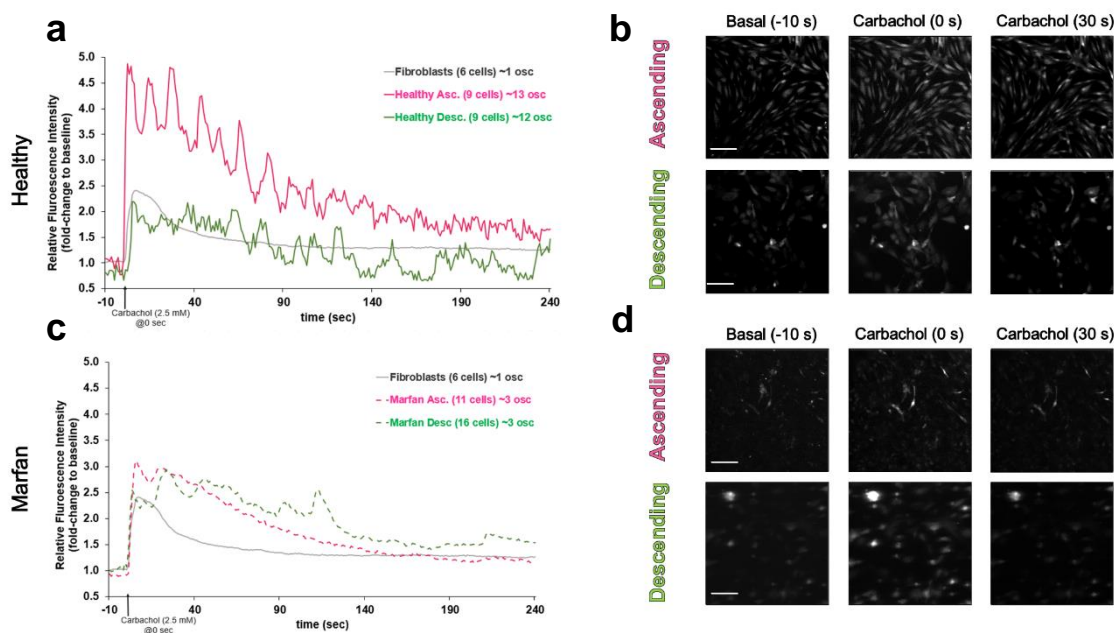 a
Healthy
Relative Fluroescence Intensity
(fold-change to baseline)
5.0
4.5
4.0
3.5
3.0
2.5
2.0
1.5
1.0
0.5
Fibroblasts (6 cells) ~1 osc
Healthy Asc. (9 cells) ~13 osc
Healthy Desc. (9 cells) ~12 osc
-10 40 90 140 190 240
Carbachol (2.5 mM)
@0 sec
time (sec)
b
Basal (-10 s) Carbachol (0 s) Carbachol (30 s)
Ascending
Descending
c
Marfan
Relative Fluroescence Intensity
(fold-change to baseline)
5.0
4.5
4.0
3.5
3.0
2.5
2.0
1.5
1.0
0.5
Fibroblasts (6 cells) ~1 osc
Marfan Asc. (11 cells) ~3 osc
Marfan Desc (16 cells) ~3 osc
-10 40 90 140 190 240
Carbachol (2.5 mM)
@0 sec
time (sec)
d
Basal (-10 s) Carbachol (0 s) Carbachol (30 s)
Ascending
Descending